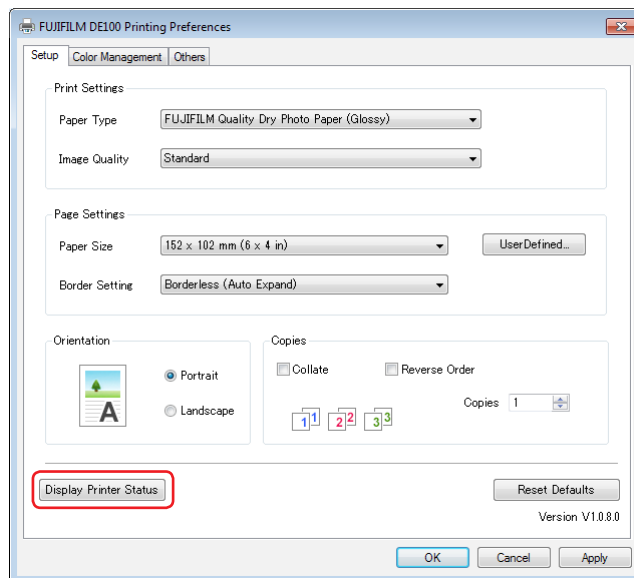 FUJIFILM DE100 Printing Preferences
Setup Color Management Others
Print Settings
Paper Type FUJIFILM Quality Dry Photo Paper (Glossy)
Image Quality Standard
Page Settings
Paper Size 152 x 102 mm (6 x 4 in) UserDefined...
Border Setting Borderless (Auto Expand)
Orientation Copies
Portrait Collate Reverse Order
Landscape Copies 1
A 1 1 2 2 3 3
Display Printer Status Reset Defaults
Version V1.0.8.0
OK Cancel Apply